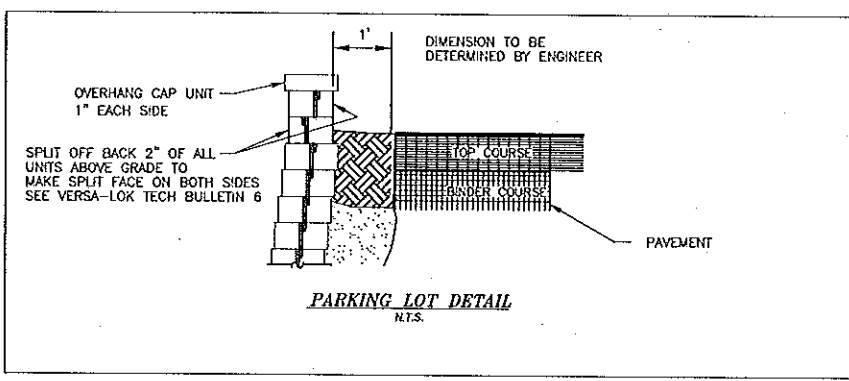 1'
DIMENSION TO BE
DETERMINED BY ENGINEER
OVERHANG CAP UNIT
1" EACH SIDE
SPLIT OFF BACK 2" OF ALL
UNITS ABOVE GRADE TO
MAKE SPLIT FACE ON BOTH SIDES
SEE VERSA-LOK TECH BULLETIN 6
TOP COURSE
BINDER COURSE
PAVEMENT
PARKING LOT DETAIL
N.T.S.